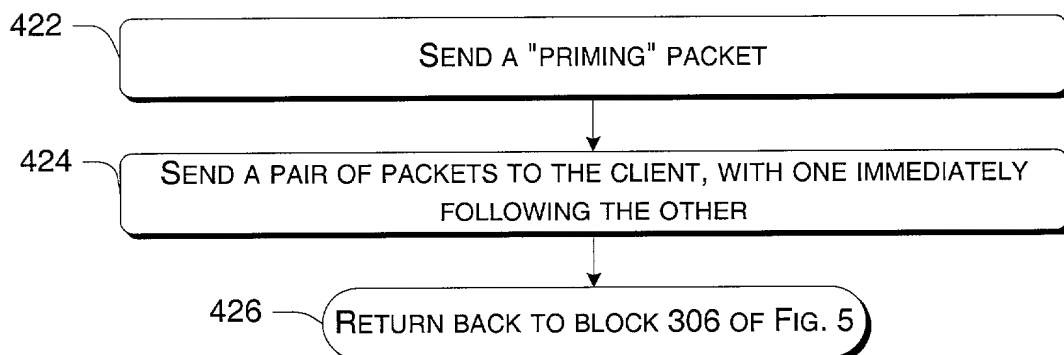 422
SEND A "PRIMING" PACKET
424
SEND A PAIR OF PACKETS TO THE CLIENT, WITH ONE IMMEDIATELY
FOLLOWING THE OTHER
426
RETURN BACK TO BLOCK 306 OF FIG. 5